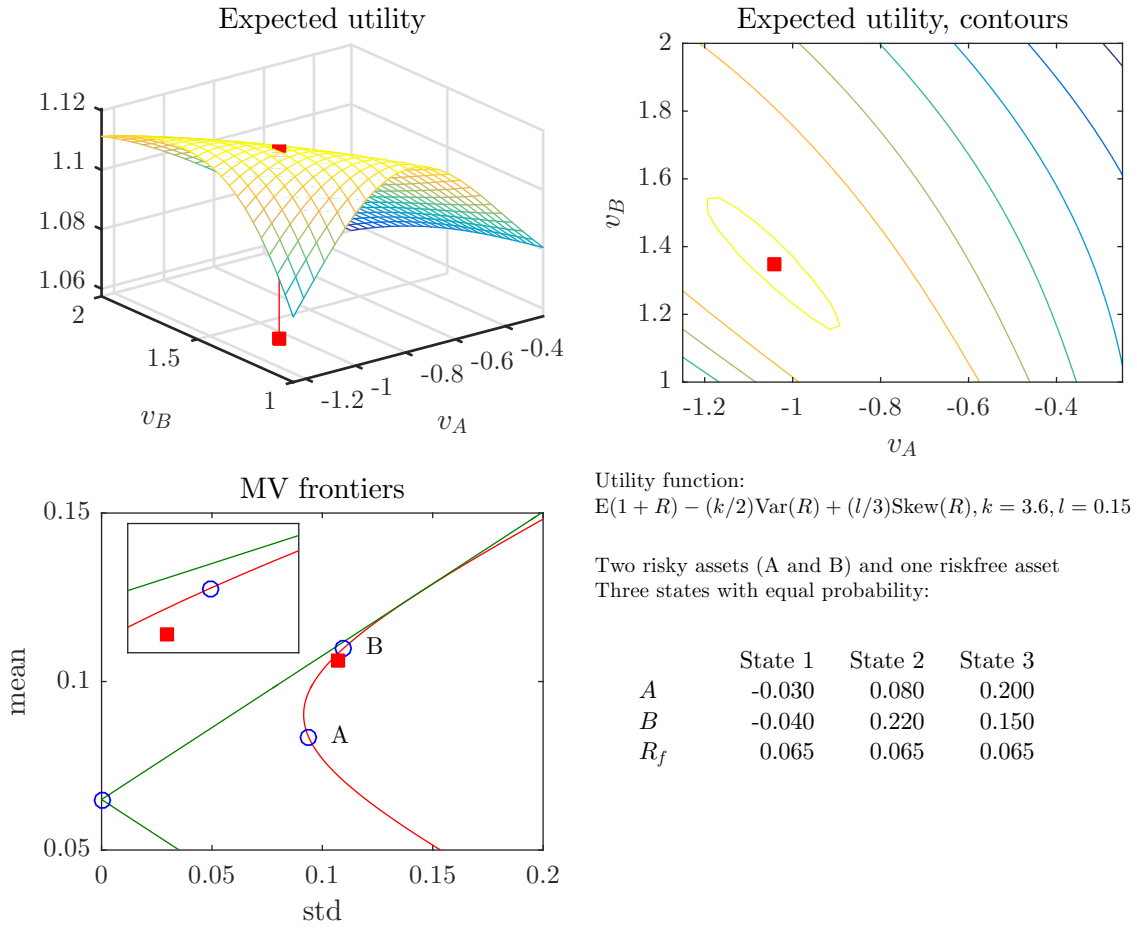 Expected utility
1.12
1.1
1.08
1.06
2
1.5
1
-1.2
-1
-0.8
-0.6
-0.4
v_B
v_A
Expected utility, contours
2
1.8
1.6
1.4
1.2
1
v_B
-1.2
-1
-0.8
-0.6
-0.4
v_A
MV frontiers
0.15
0.1
0.05
mean
B
A
0
0.05
0.1
0.15
0.2
std
Utility function:
E(1 + R) − (k/2)Var(R) + (l/3)Skew(R), k = 3.6, l = 0.15
Two risky assets (A and B) and one riskfree asset
Three states with equal probability:
State 1 State 2 State 3
A -0.030 0.080 0.200
B -0.040 0.220 0.150
R_f 0.065 0.065 0.065